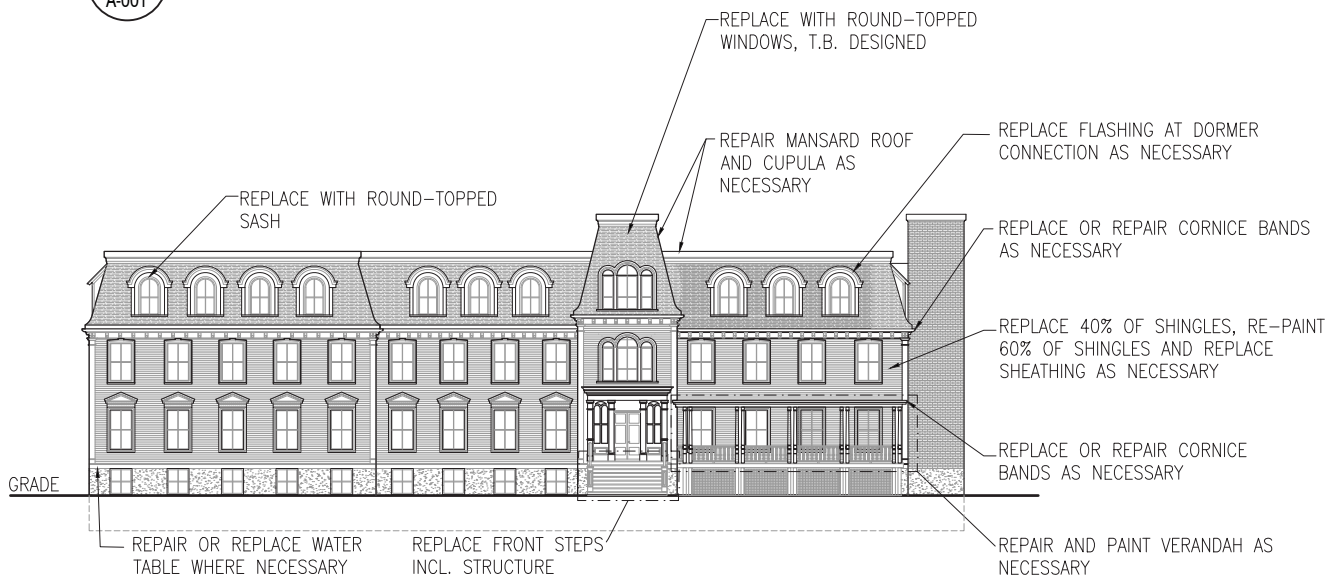 A-001
REPLACE WITH ROUND-TOPPED
WINDOWS, T.B. DESIGNED
REPAIR MANSARD ROOF
AND CUPULA AS
NECESSARY
REPLACE FLASHING AT DORMER
CONNECTION AS NECESSARY
REPLACE WITH ROUND-TOPPED
SASH
REPLACE OR REPAIR CORNICE BANDS
AS NECESSARY
REPLACE 40% OF SHINGLES, RE-PAINT
60% OF SHINGLES AND REPLACE
SHEATHING AS NECESSARY
REPLACE OR REPAIR CORNICE
BANDS AS NECESSARY
GRADE
REPAIR OR REPLACE WATER
TABLE WHERE NECESSARY
REPLACE FRONT STEPS
INCL. STRUCTURE
REPAIR AND PAINT VERANDAH AS
NECESSARY